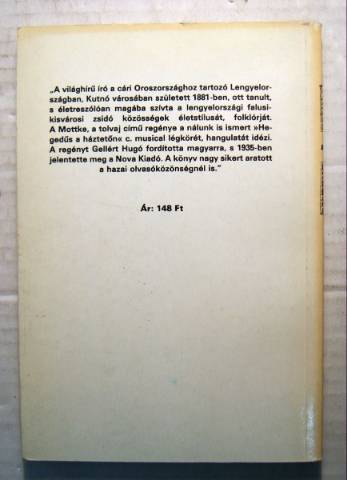 „A világhírű író a cári Oroszországhoz tartozó Lengyelor-
szágban, Kutnó városában született 1881-ben, ott tanult,
s életreszólóan magába szívta a lengyelországi falusi-
kisvárosi zsidó közösségek életstílusát, folklórját.
A Mottke, a tolvaj című regénye a nálunk is ismert »He-
gedűs a háztetőn« c. musical légkörét, hangulatát idézi.
A regényt Gellért Hugó fordította magyarra, s 1935-ben
jelentette meg a Nova Kiadó. A könyv nagy sikert aratott
a hazai olvasóközönségnél is.”
Ár: 148 Ft